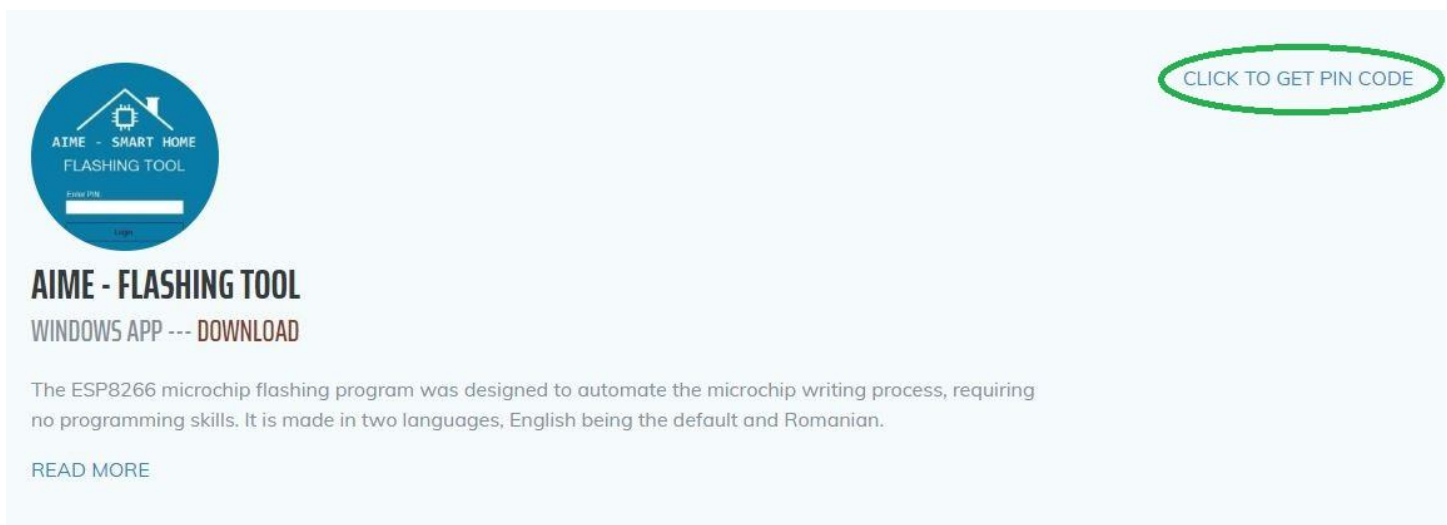 CLICK TO GET PIN CODE
AIME - SMART HOME
FLASHING TOOL
Enter PIN:
Login
AIME - FLASHING TOOL
WINDOWS APP --- DOWNLOAD
The ESP8266 microchip flashing program was designed to automate the microchip writing process, requiring
no programming skills. It is made in two languages, English being the default and Romanian.
READ MORE